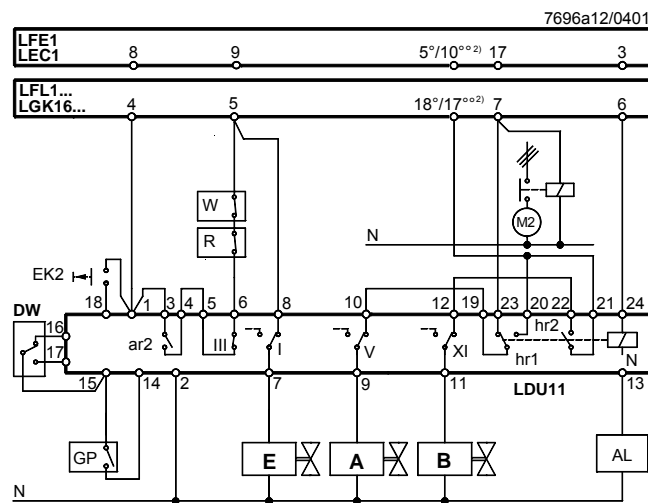 7696a12/0401
LFE1
LEC1
8 9 5°/10°°²⁾ 17 3
LFL1...
LGK16...
4 5 18°/17°°²⁾ 7 6
W
R
M2
N
EK2
DW
18 1 3 4 5 6 8 10 12 19 23 20 22 21 24
16
17
ar2 III I V XI hr2
hr1
N
15 14 2 7 9 11 LDU11 13
GP E A B AL
N